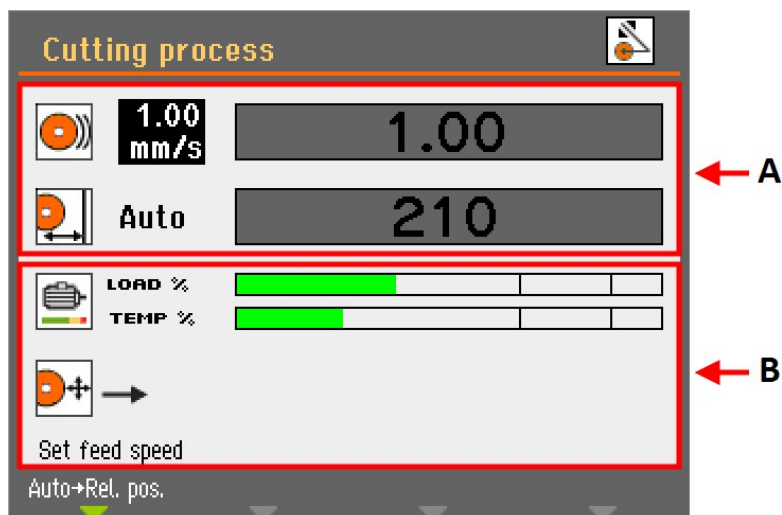 Cutting process
1.00
mm/s
1.00
A
Auto
210
LOAD %
TEMP %
B
Set feed speed
Auto→Rel. pos.